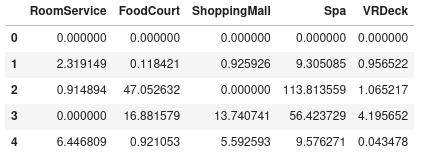 RoomService FoodCourt ShoppingMall Spa VRDeck
0 0.000000 0.000000 0.000000 0.000000 0.000000
1 2.319149 0.118421 0.925926 9.305085 0.956522
2 0.914894 47.052632 0.000000 113.813559 1.065217
3 0.000000 16.881579 13.740741 56.423729 4.195652
4 6.446809 0.921053 5.592593 9.576271 0.043478